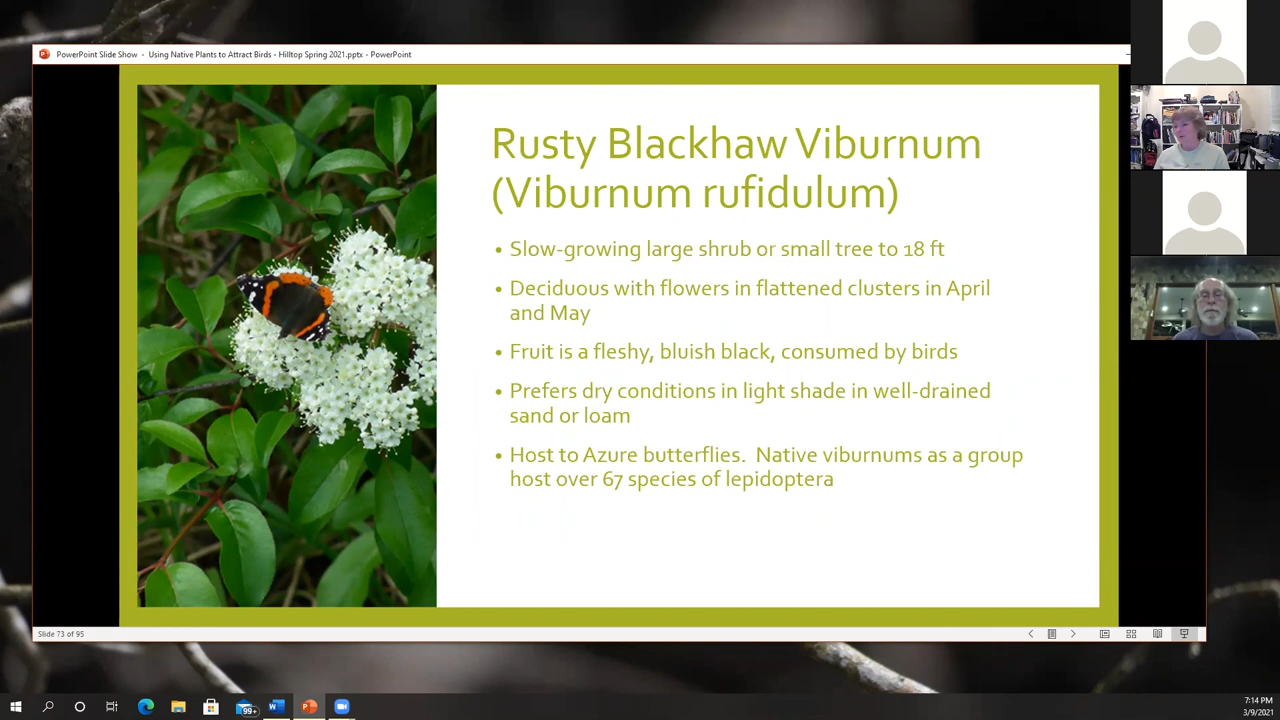 PowerPoint Slide Show - Using Native Plants to Attract Birds - Hilltop Spring 2021.pptx - PowerPoint
Rusty Blackhaw Viburnum
(Viburnum rufidulum)
• Slow-growing large shrub or small tree to 18 ft
• Deciduous with flowers in flattened clusters in April
and May
• Fruit is a fleshy, bluish black, consumed by birds
• Prefers dry conditions in light shade in well-drained
sand or loam
• Host to Azure butterflies.  Native viburnums as a group
host over 67 species of lepidoptera
Slide 73 of 95
99+
7:14 PM
3/9/2021